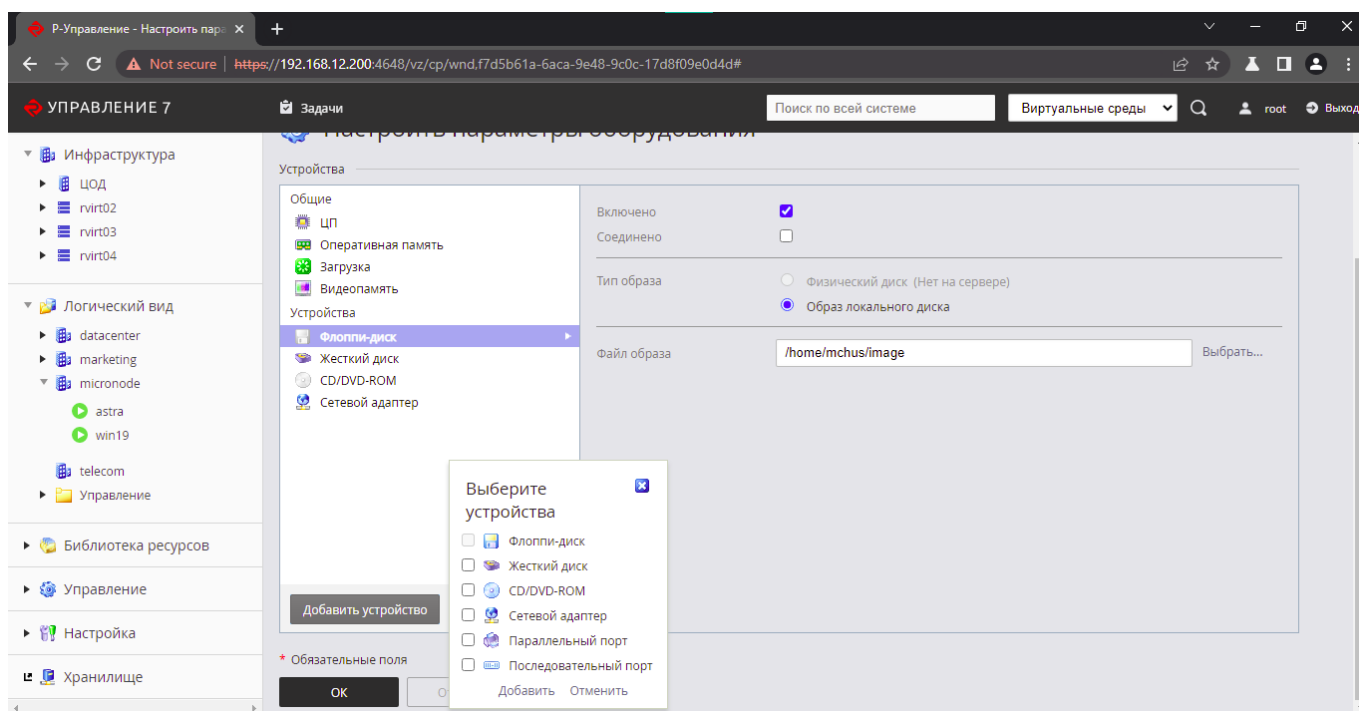 Р-Управление - Настроить пара
Not secure | https://192.168.12.200:4648/vz/cp/wnd.f7d5b61a-6aca-9e48-9c0c-17d8f09e0d4d#
УПРАВЛЕНИЕ 7
Задачи
Поиск по всей системе
Виртуальные среды
root
Выход
Инфраструктура
ЦОД
rvirt02
rvirt03
rvirt04
Логический вид
datacenter
marketing
micronode
astra
win19
telecom
Управление
Библиотека ресурсов
Управление
Настройка
Хранилище
Настроить параметры оборудования
Устройства
Общие
ЦП
Оперативная память
Загрузка
Видеопамять
Устройства
Флоппи-диск
Жесткий диск
CD/DVD-ROM
Сетевой адаптер
Добавить устройство
Включено
Соединено
Тип образа
Физический диск (Нет на сервере)
Образ локального диска
Файл образа
/home/mchus/image
Выбрать...
Выберите
устройства
Флоппи-диск
Жесткий диск
CD/DVD-ROM
Сетевой адаптер
Параллельный порт
Последовательный порт
Добавить Отменить
* Обязательные поля
ОК